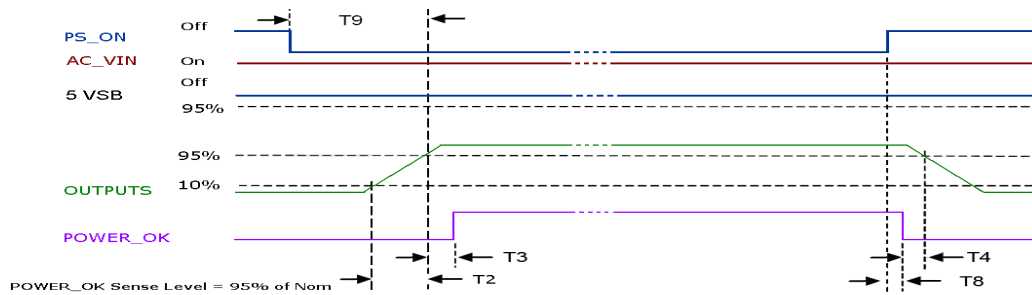 T9
Off
PS_ON
AC_VIN
On
Off
5 VSB
95%
95%
10%
OUTPUTS
POWER_OK
T3
T4
T2
T8
POWER_OK Sense Level = 95% of Nom